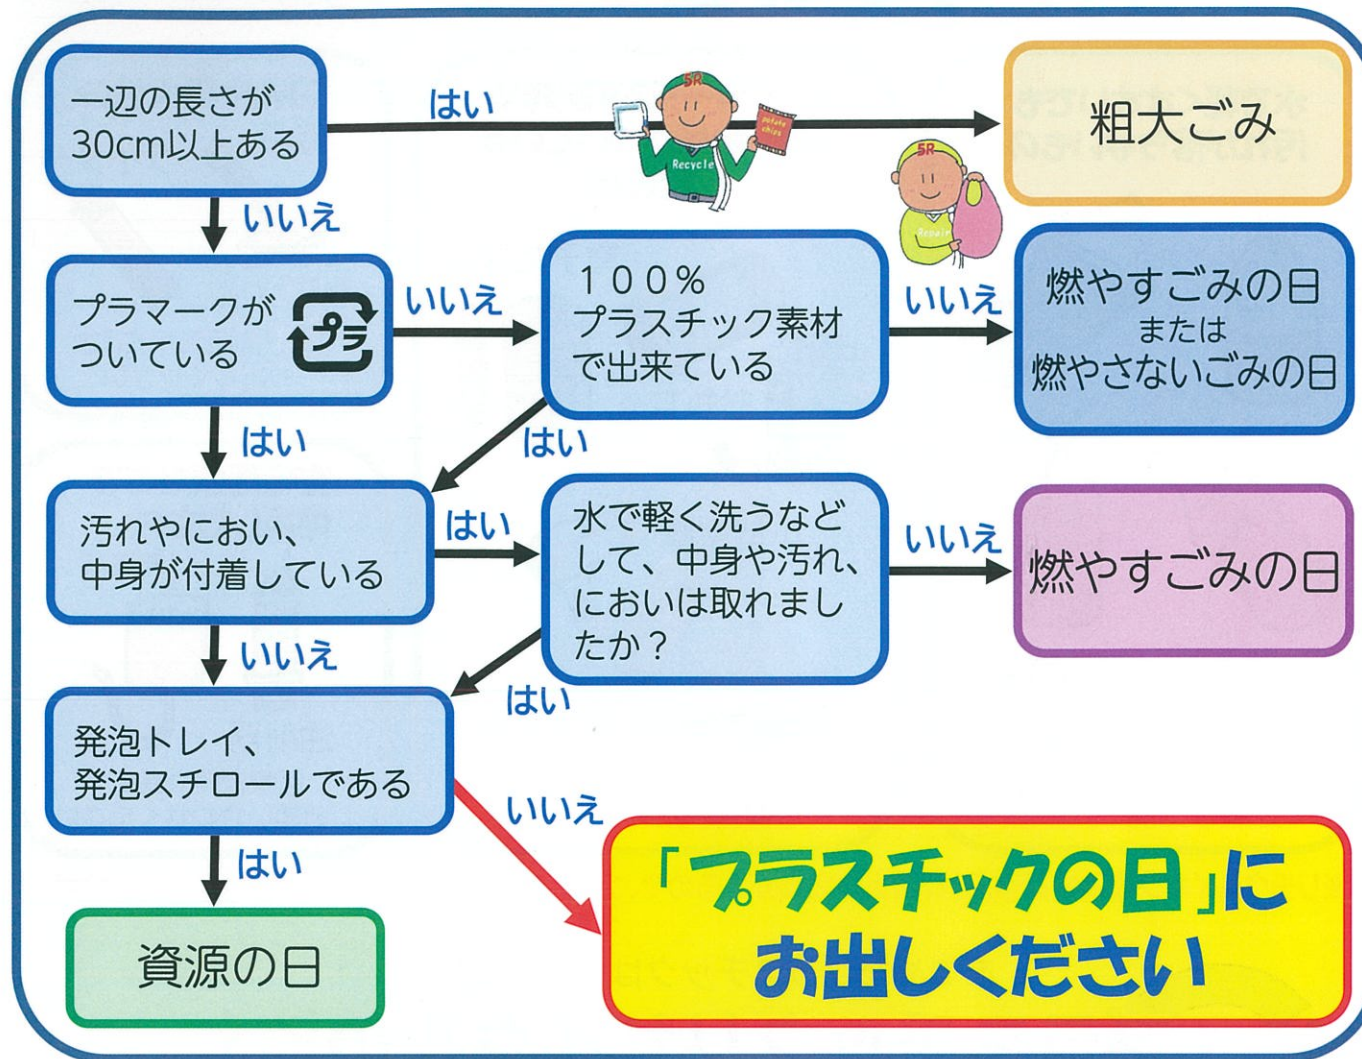 一辺の長さが
30cm以上ある
はい
5R
Recycle
potato
chips
粗大ごみ
いいえ
5R
Repair
プラマークが
ついている
プラ
いいえ
１００％
プラスチック素材
で出来ている
いいえ
燃やすごみの日
または
燃やさないごみの日
はい
はい
汚れやにおい、
中身が付着している
はい
水で軽く洗うなど
して、中身や汚れ、
においは取れまし
たか？
いいえ
燃やすごみの日
いいえ
はい
発泡トレイ、
発泡スチロールである
いいえ
はい
資源の日
「プラスチックの日」に
お出しください